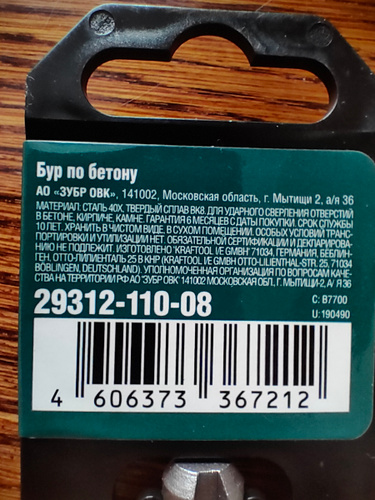 Бур по бетону
АО «ЗУБР ОВК», 141002, Московская область, г. Мытищи 2, а/я 36
МАТЕРИАЛ: СТАЛЬ 40Х, ТВЕРДЫЙ СПЛАВ ВК8. ДЛЯ УДАРНОГО СВЕРЛЕНИЯ ОТВЕРСТИЙ
В БЕТОНЕ, КИРПИЧЕ, КАМНЕ. ГАРАНТИЯ 6 МЕСЯЦЕВ С ДАТЫ ПОКУПКИ. СРОК СЛУЖБЫ
10 ЛЕТ. ХРАНИТЬ В ЧИСТОМ ВИДЕ, В СУХОМ ПОМЕЩЕНИИ. ОСОБЫХ УСЛОВИЙ ТРАНС-
ПОРТИРОВКИ И УТИЛИЗАЦИИ НЕТ. ОБЯЗАТЕЛЬНОЙ СЕРТИФИКАЦИИ И ДЕКЛАРИРОВА-
НИЮ НЕ ПОДЛЕЖИТ. ИЗГОТОВЛЕНО "KRAFTOOL I/E GMBH" 71034, ГЕРМАНИЯ, БЕБЛИН-
ГЕН, ОТТО-ЛИЛИЕНТАЛЬ-STR. 25 В КНР (KRAFTOOL I/E GMBH OTTO-LILIENTHAL-STR. 25, 71034
BÖBLINGEN, DEUTSCHLAND). УПОЛНОМОЧЕННАЯ ОРГАНИЗАЦИЯ ПО ВОПРОСАМ КАЧЕ-
СТВА НА ТЕРРИТОРИИ РФ АО "ЗУБР ОВК" 141002 МОСКОВСКАЯ ОБЛ., Г. МЫТИЩИ-2, А/Я 36
29312-110-08
C: B7700
U: 190490
4 606373 367212